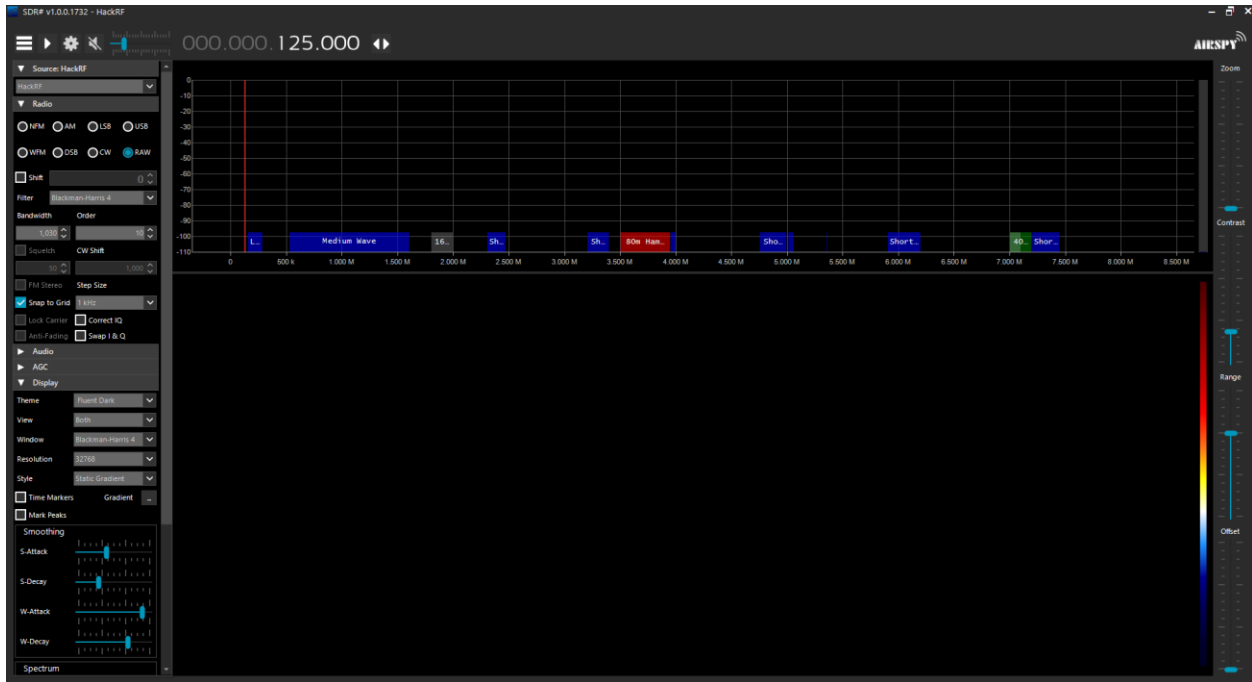 SDR# v1.0.0.1732 - HackRF
000.000.125.000
AIRSPY
Source: HackRF
HackRF
Radio
NFM AM LSB USB
WFM DSB CW RAW
Shift 0
Filter Blackman-Harris 4
Bandwidth Order
1,030 10
Squelch CW Shift
50 1,000
FM Stereo Step Size
Snap to Grid 1 kHz
Lock Carrier Correct IQ
Anti-Fading Swap I & Q
Audio
AGC
Display
Theme Fluent Dark
View Both
Window Blackman-Harris 4
Resolution 32768
Style Static Gradient
Time Markers Gradient ..
Mark Peaks
Smoothing
S-Attack
S-Decay
W-Attack
W-Decay
Spectrum
0
-10
-20
-30
-40
-50
-60
-70
-80
-90
-100
-110
L… Medium Wave 16… Sh… Sh… 80m Ham… Sho… Short… 40… Shor…
0 500 k 1.000 M 1.500 M 2.000 M 2.500 M 3.000 M 3.500 M 4.000 M 4.500 M 5.000 M 5.500 M 6.000 M 6.500 M 7.000 M 7.500 M 8.000 M 8.500 M
Zoom
Contrast
Range
Offset